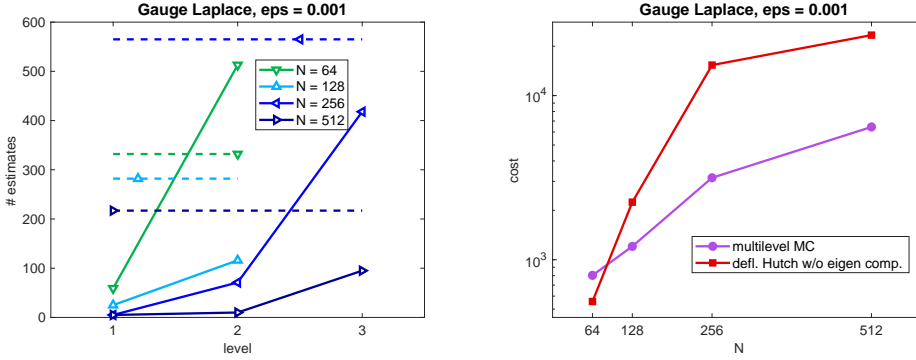 Gauge Laplace, eps = 0.001
600
500
400
300
200
100
0
# estimates
N = 64
N = 128
N = 256
N = 512
1
2
3
level
Gauge Laplace, eps = 0.001
10^4
10^3
cost
multilevel MC
defl. Hutch w/o eigen comp.
64
128
256
512
N